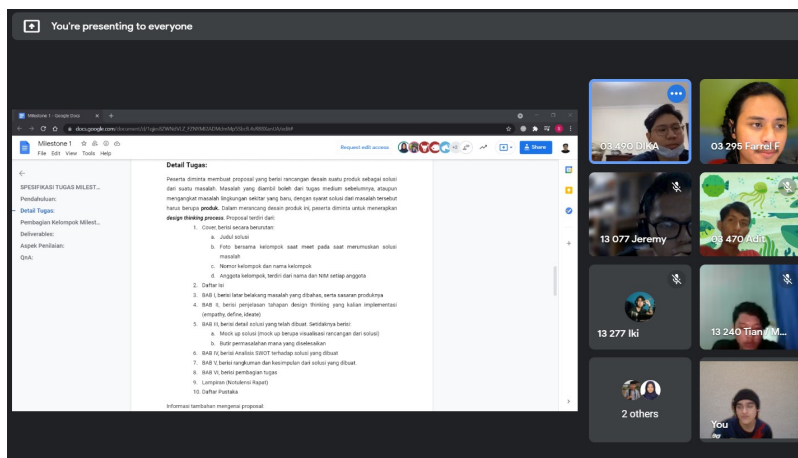 You're presenting to everyone
Milestone 1 - Google Docs
Milestone 1
File Edit View Tools Help
Request edit access
Share
SPESIFIKASI TUGAS MILEST...
Pendahuluan:
Detail Tugas:
Pembagian Kelompok Milest...
Deliverables:
Aspek Penilaian:
QnA:
Detail Tugas:
Peserta diminta membuat proposal yang berisi rancangan desain suatu produk sebagai solusi
dari suatu masalah. Masalah yang diambil boleh dari tugas medium sebelumnya, ataupun
mengangkat masalah lingkungan sekitar yang baru, dengan syarat solusi dari masalah tersebut
harus berupa produk. Dalam merancang desain produk ini, peserta diminta untuk menerapkan
design thinking process. Proposal terdiri dari:
1. Cover, berisi secara berurutan:
a. Judul solusi
b. Foto bersama kelompok saat meet pada saat merumuskan solusi
masalah
c. Nomor kelompok dan nama kelompok
d. Anggota kelompok, terdiri dari nama dan NIM setiap anggota
2. Daftar isi
3. BAB I, berisi latar belakang masalah yang dibahas, serta sasaran produknya
4. BAB II, berisi penjelasan tahapan design thinking yang kalian implementasi
(empathy, define, ideate)
5. BAB III, berisi detail solusi yang telah dibuat. Setidaknya berisi:
a. Mock up solusi (mock up berupa visualisasi rancangan dari solusi)
b. Butir permasalahan mana yang diselesaikan
6. BAB IV, berisi Analisis SWOT terhadap solusi yang dibuat
7. BAB V, berisi rangkuman dan kesimpulan dari solusi yang dibuat.
8. BAB VI, berisi pembagian tugas
9. Lampiran (Notulensi Rapat)
10. Daftar Pustaka
Informasi tambahan mengenai proposal:
03 490 DIKA
03 295 Farrel F
13 077 Jeremy
03 470 Adit
13 277 Iki
13 240 Tian / M...
2 others
You